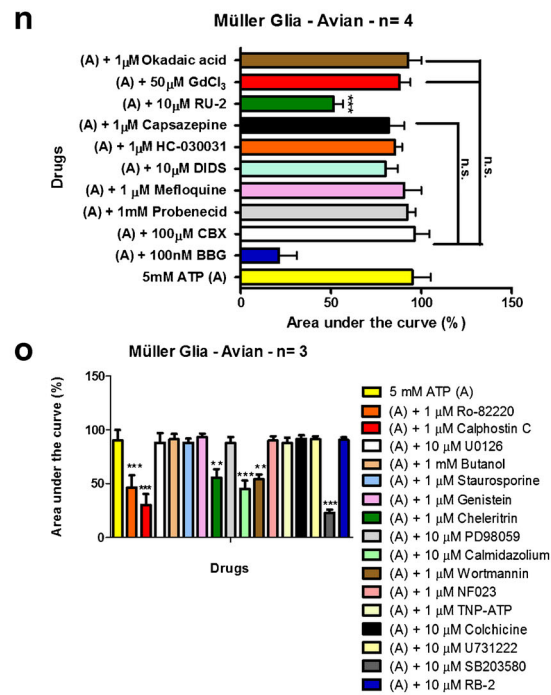 n
Müller Glia - Avian - n= 4
Drugs
(A) + 1μM Okadaic acid
(A) + 50μM GdCl₃
(A) + 10μM RU-2
(A) + 1μM Capsazepine
(A) + 1μM HC-030031
(A) + 10μM DIDS
(A) + 1 μM Mefloquine
(A) + 1mM Probenecid
(A) + 100μM CBX
(A) + 100nM BBG
5mM ATP (A)
***
n.s.
n.s.
0
50
100
150
Area under the curve (%)
o
Müller Glia - Avian - n= 3
Area under the curve (%)
150
100
50
0
***
***
**
***
**
***
Drugs
5 mM ATP (A)
(A) + 1 μM Ro-82220
(A) + 1 μM Calphostin C
(A) + 10 μM U0126
(A) + 1 mM Butanol
(A) + 1 μM Staurosporine
(A) + 1 μM Genistein
(A) + 1 μM Cheleritrin
(A) + 10 μM PD98059
(A) + 10 μM Calmidazolium
(A) + 1 μM Wortmannin
(A) + 1 μM NF023
(A) + 1 μM TNP-ATP
(A) + 10 μM Colchicine
(A) + 10 μM U731222
(A) + 10 μM SB203580
(A) + 10 μM RB-2